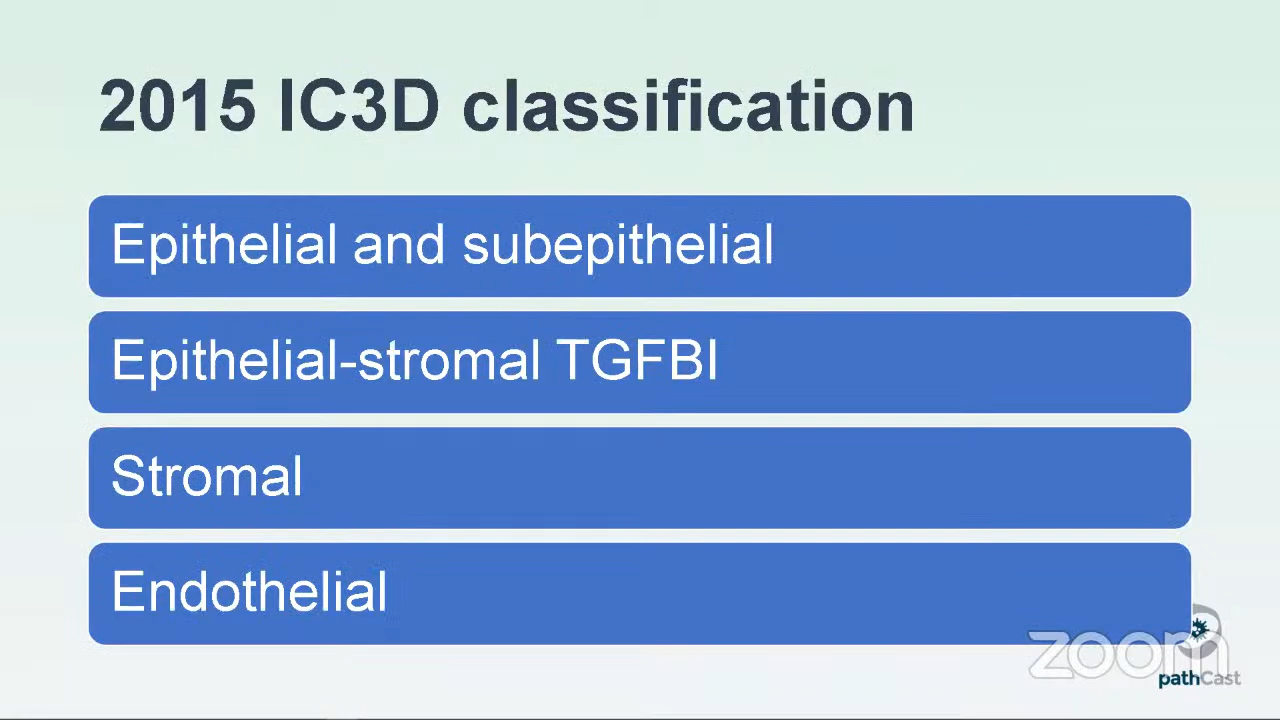 2015 IC3D classification
Epithelial and subepithelial
Epithelial-stromal TGFBI
Stromal
Endothelial
zoom
pathCast